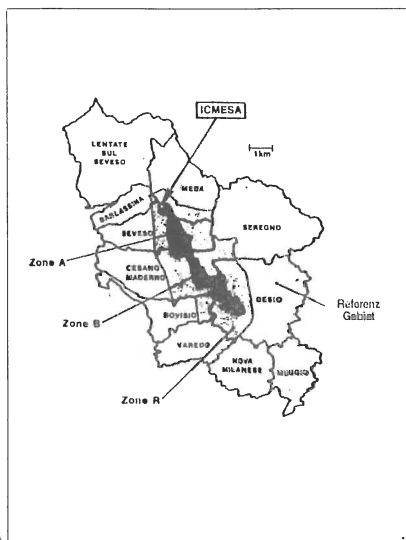 ICMESA
LENTATE
SUL
SEVESO
1km
MEDA
BARLASSINA
SEREGNO
SEVESO
Zone A
CESANO
MADERNO
DESIO
Referenz
Gebiet
Zone B
BOVISIO
VAREDO
NOVA
MILANESE
MUGGIO
Zone R